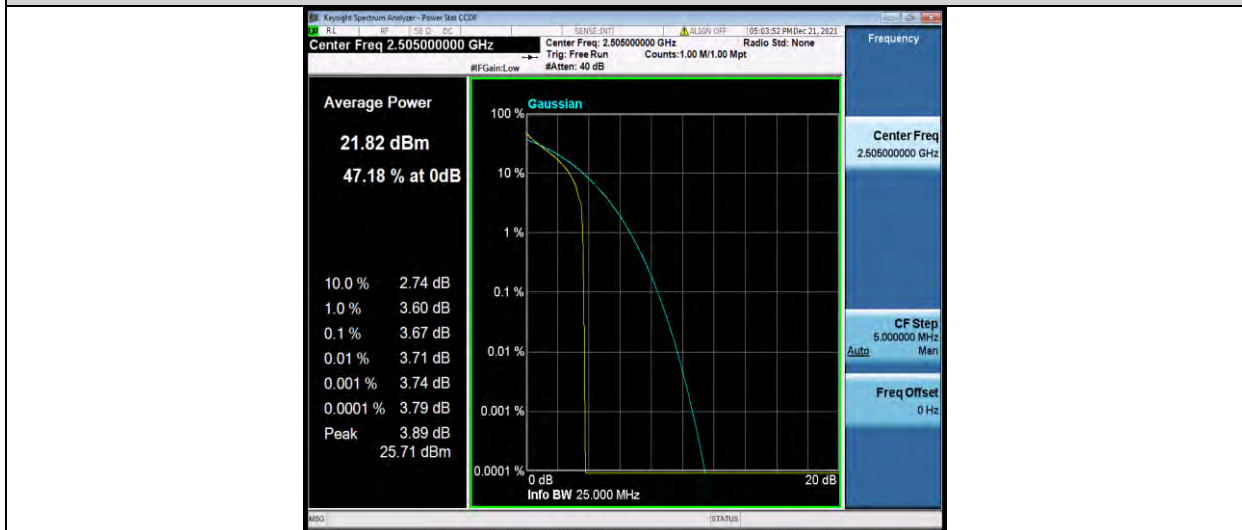 Keysight Spectrum Analyzer - Power Stat CCDF
RL RF 50 Ω DC SENSE:INT ALIGN OFF 05:03:52 PM Dec 21, 2021
Center Freq 2.505000000 GHz
Center Freq: 2.505000000 GHz
Radio Std: None
Trig: Free Run
Counts:1.00 M/1.00 Mpt
#IFGain:Low
#Atten: 40 dB
Average Power
21.82 dBm
47.18 % at 0dB
10.0 % 2.74 dB
1.0 % 3.60 dB
0.1 % 3.67 dB
0.01 % 3.71 dB
0.001 % 3.74 dB
0.0001 % 3.79 dB
Peak 3.89 dB
25.71 dBm
Gaussian
100 %
10 %
1 %
0.1 %
0.01 %
0.001 %
0.0001 %
0 dB
20 dB
Info BW 25.000 MHz
Frequency
Center Freq
2.505000000 GHz
CF Step
5.000000 MHz
Auto Man
Freq Offset
0 Hz
MSG
STATUS